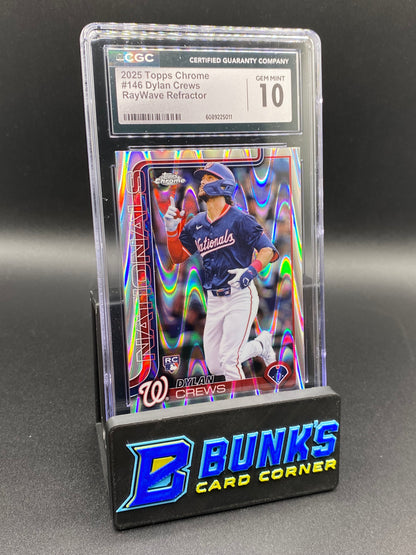 CGC
CERTIFIED GUARANTY COMPANY
2025 Topps Chrome
#146 Dylan Crews
RayWave Refractor
GEM MINT
10
6089225011
Topps
Chrome
NATIONALS
Nationals
RC
W
DYLAN
CREWS
B BUNK'S
CARD CORNER